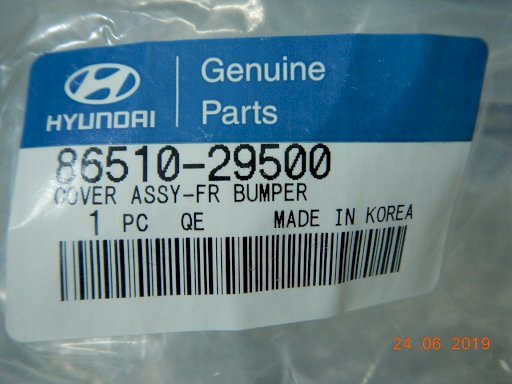 HYUNDAI
Genuine
Parts
86510-29500
COVER ASSY-FR BUMPER
1 PC QE MADE IN KOREA
24 06 2019